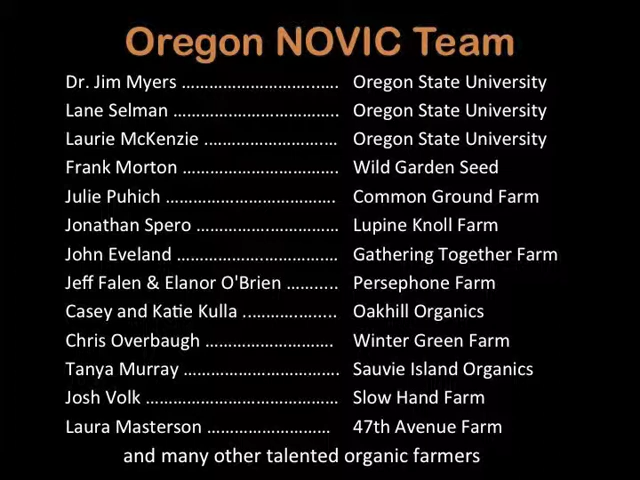 Oregon NOVIC Team
Dr. Jim Myers ................................ Oregon State University
Lane Selman ................................... Oregon State University
Laurie McKenzie ............................ Oregon State University
Frank Morton ................................. Wild Garden Seed
Julie Puhich .................................... Common Ground Farm
Jonathan Spero .............................. Lupine Knoll Farm
John Eveland .................................. Gathering Together Farm
Jeff Falen & Elanor O'Brien ........... Persephone Farm
Casey and Katie Kulla .................... Oakhill Organics
Chris Overbaugh ............................ Winter Green Farm
Tanya Murray ................................. Sauvie Island Organics
Josh Volk ......................................... Slow Hand Farm
Laura Masterson ........................... 47th Avenue Farm
and many other talented organic farmers